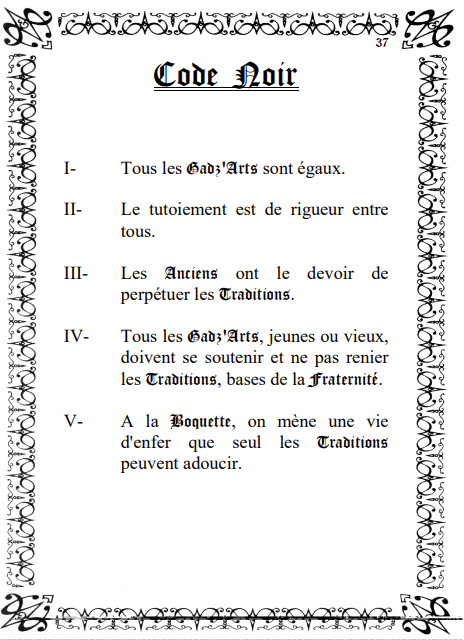 37
Code Noir
I- Tous les Gadz'Arts sont égaux.
II- Le tutoiement est de rigueur entre
tous.
III- Les Anciens ont le devoir de
perpétuer les Traditions.
IV- Tous les Gadz'Arts, jeunes ou vieux,
doivent se soutenir et ne pas renier
les Traditions, bases de la Fraternité.
V- A la Boquette, on mène une vie
d'enfer que seul les Traditions
peuvent adoucir.